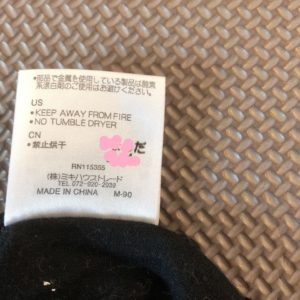 ・部品で金属を使用している製品は酸素
系漂白剤のご使用はお避けください。
US
・KEEP AWAY FROM FIRE
・NO TUMBLE DRYER
CN
・禁止烘干
だ
RN115355
(株)ミキハウストレード
TEL 072-920-2039
MADE IN CHINA M-90